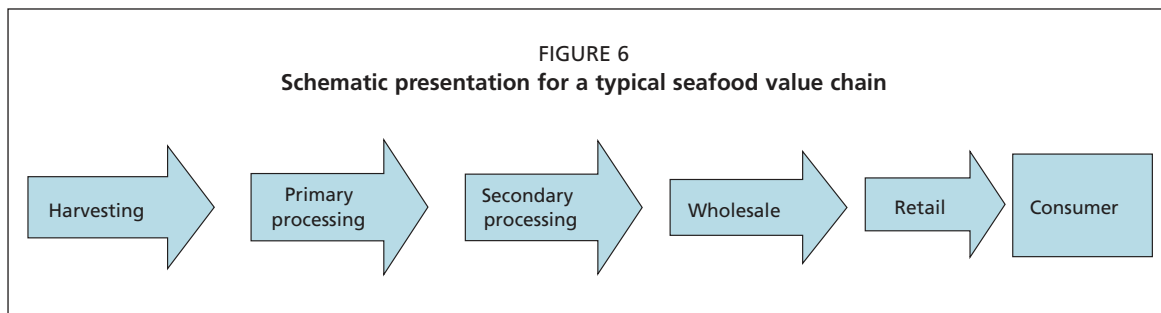 FIGURE 6
Schematic presentation for a typical seafood value chain
Harvesting
Primary
processing
Secondary
processing
Wholesale
Retail
Consumer